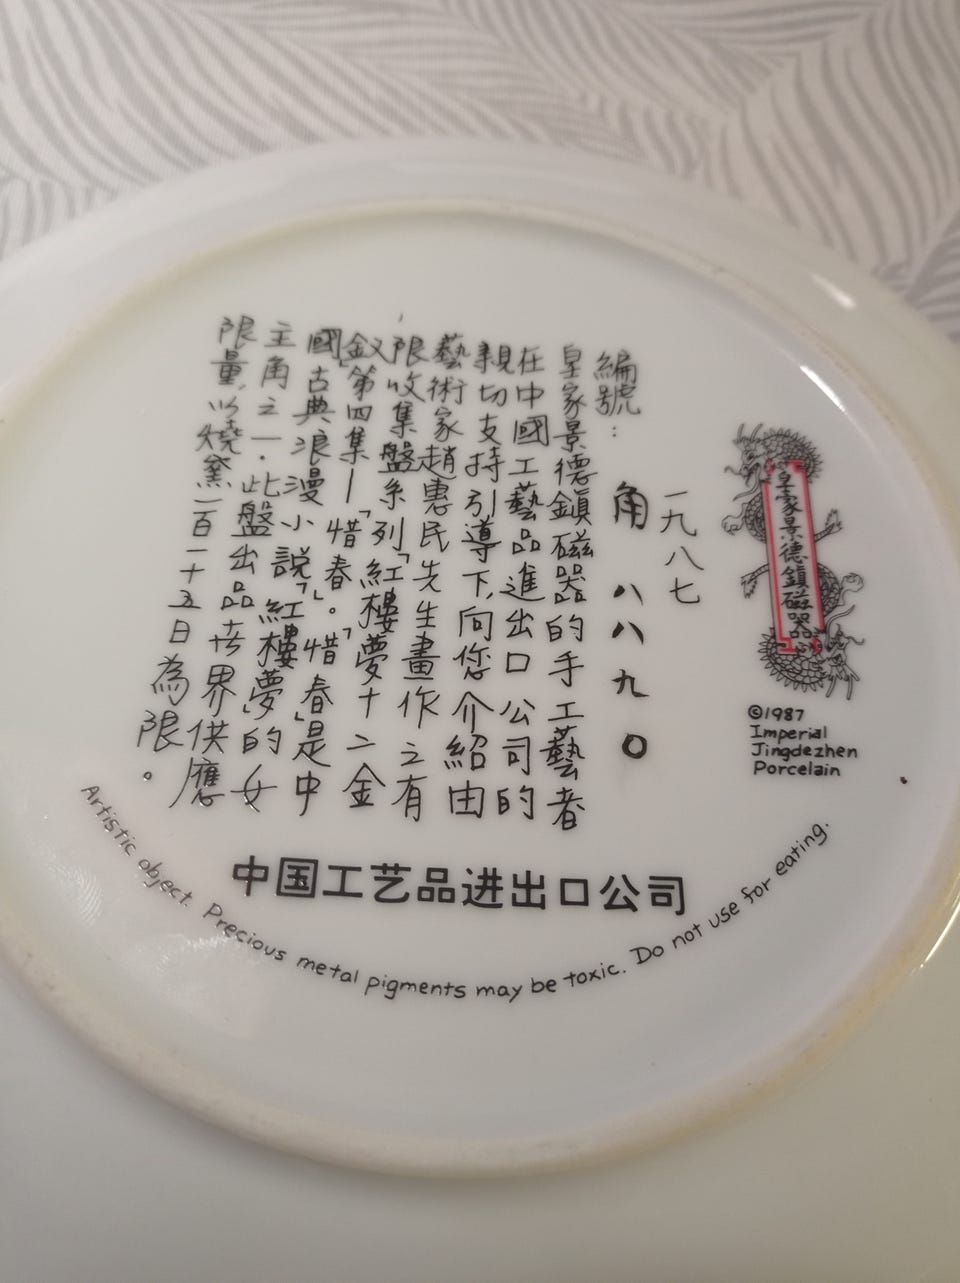 皇家景德鎮磁器
©1987
Imperial
Jingdezhen
Porcelain
一九八七
編號：角 八八九〇
皇家景德鎮磁器的手工藝者
在中國工藝品進出口公司的
親切支持引導下，向您介紹由
藝術家趙惠民先生畫作之有
限收集盤系列「紅樓夢十二金
釵」第四集—「惜春」。「惜春」是中
國古典浪漫小說「紅樓夢」的女
主角之一。此盤出品世界供應
限量，以燒窯一百一十五日為限。
中国工艺品进出口公司
Artistic object. Precious metal pigments may be toxic. Do not use for eating.